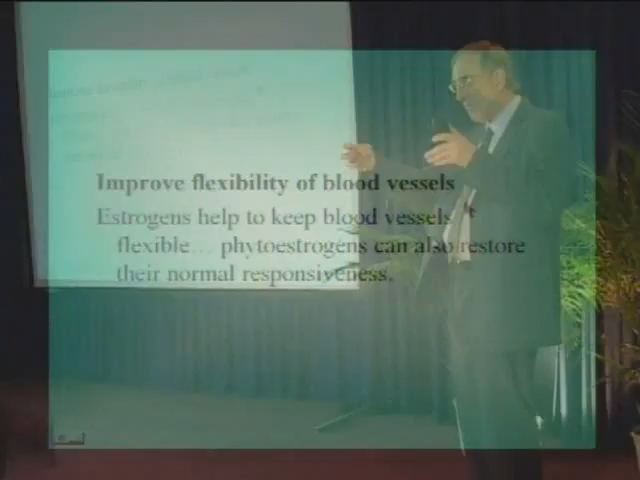 Improve flexibility of blood vessels
Estrogens help to keep blood vessels
flexible... phytoestrogens can also restore
their normal responsiveness.